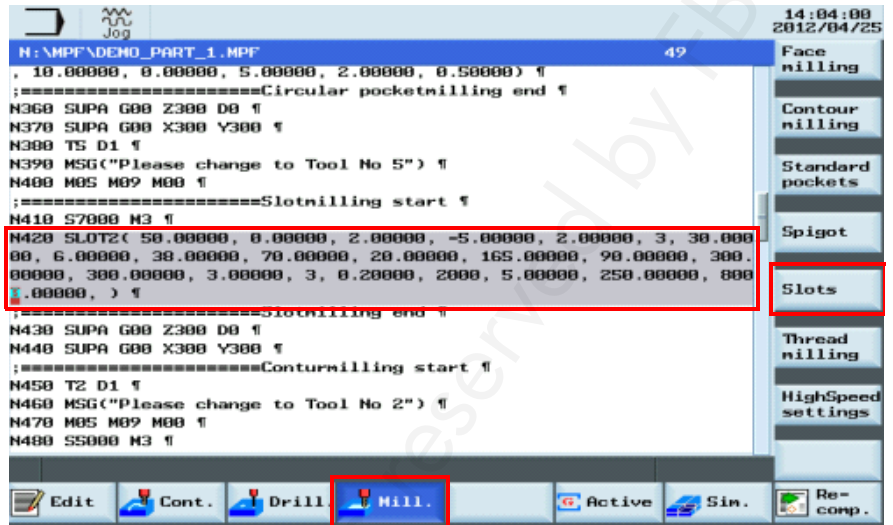 Jog
14:04:00
2012/04/25
N:\MPF\DEMO_PART_1.MPF 49
, 10.00000, 0.00000, 5.00000, 2.00000, 0.50000) ¶
;======================Circular pocketmilling end ¶
N360 SUPA G00 Z300 D0 ¶
N370 SUPA G00 X300 Y300 ¶
N380 T5 D1 ¶
N390 MSG("Please change to Tool No 5") ¶
N400 M05 M09 M00 ¶
;======================Slotmilling start ¶
N410 S7000 M3 ¶
N420 SLOT2( 50.00000, 0.00000, 2.00000, -5.00000, 2.00000, 3, 30.000
00, 6.00000, 38.00000, 70.00000, 20.00000, 165.00000, 90.00000, 300.
00000, 300.00000, 3.00000, 3, 0.20000, 2000, 5.00000, 250.00000, 800
.00000, ) ¶
;======================Slotmilling end ¶
N430 SUPA G00 Z300 D0 ¶
N440 SUPA G00 X300 Y300 ¶
;======================Conturmilling start ¶
N450 T2 D1 ¶
N460 MSG("Please change to Tool No 2") ¶
N470 M05 M09 M00 ¶
N480 S5000 M3 ¶
Face
milling
Contour
milling
Standard
pockets
Spigot
Slots
Thread
milling
HighSpeed
settings
Edit
Cont.
Drill.
Mill.
Active
Sim.
Re-
comp.
reserved by